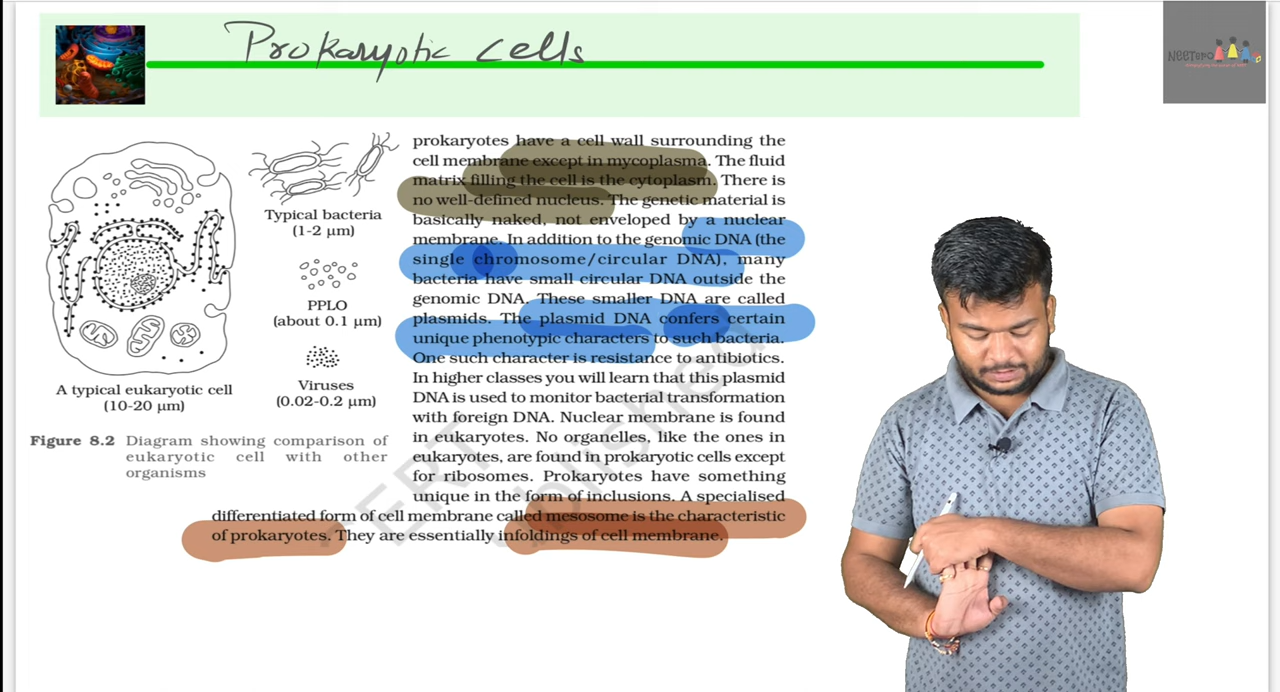 Prokaryotic Cells
NEETePo
prokaryotes have a cell wall surrounding the
cell membrane except in mycoplasma. The fluid
matrix filling the cell is the cytoplasm. There is
no well-defined nucleus. The genetic material is
basically naked, not enveloped by a nuclear
membrane. In addition to the genomic DNA (the
single chromosome/circular DNA), many
bacteria have small circular DNA outside the
genomic DNA. These smaller DNA are called
plasmids. The plasmid DNA confers certain
unique phenotypic characters to such bacteria.
One such character is resistance to antibiotics.
In higher classes you will learn that this plasmid
DNA is used to monitor bacterial transformation
with foreign DNA. Nuclear membrane is found
in eukaryotes. No organelles, like the ones in
eukaryotes, are found in prokaryotic cells except
for ribosomes. Prokaryotes have something
unique in the form of inclusions. A specialised
differentiated form of cell membrane called mesosome is the characteristic
of prokaryotes. They are essentially infoldings of cell membrane.
Typical bacteria
(1-2 µm)
PPLO
(about 0.1 µm)
Viruses
(0.02-0.2 µm)
A typical eukaryotic cell
(10-20 µm)
Figure 8.2 Diagram showing comparison of
eukaryotic cell with other
organisms